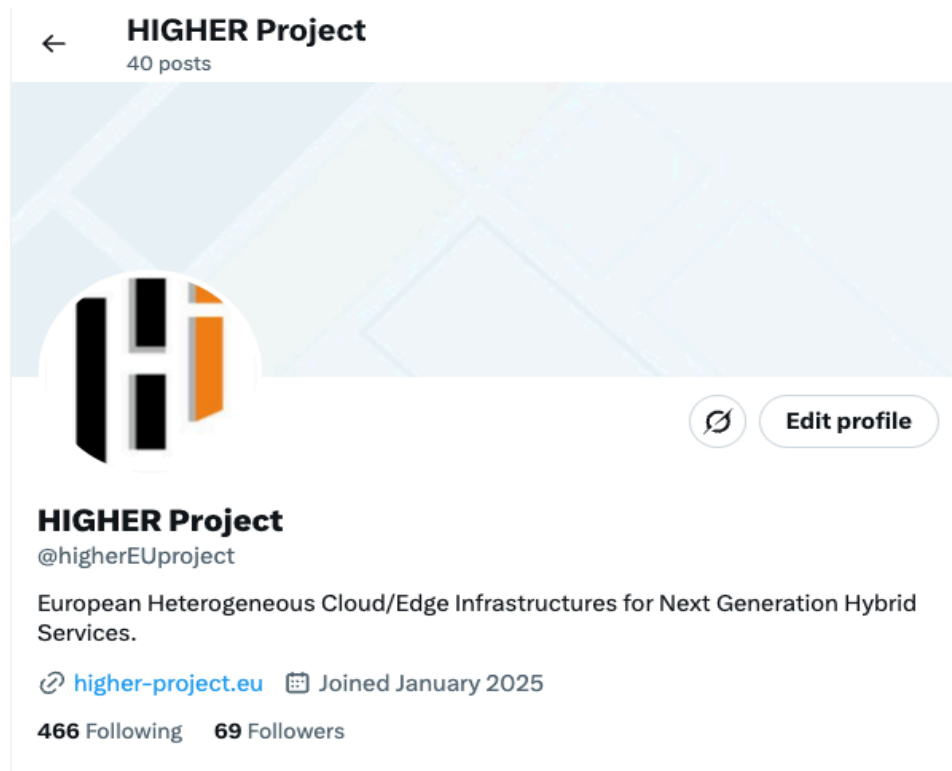 HIGHER Project
40 posts
Hi
Edit profile
HIGHER Project
@higherEUproject
European Heterogeneous Cloud/Edge Infrastructures for Next Generation Hybrid
Services.
higher-project.eu Joined January 2025
466 Following 69 Followers